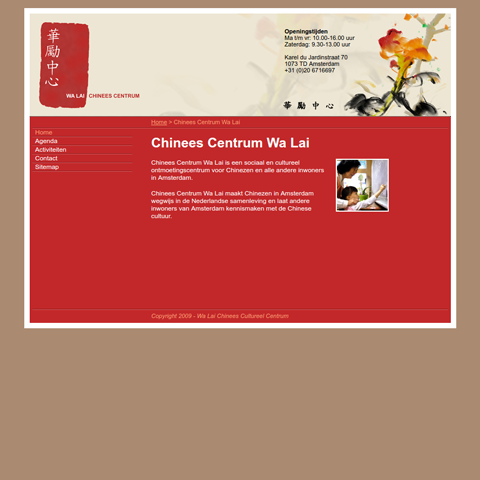 華勵中心
WA LAI CHINEES CENTRUM
Openingstijden
Ma t/m vr: 10.00-16.00 uur
Zaterdag: 9.30-13.00 uur
Karel du Jardinstraat 70
1073 TD Amsterdam
+31 (0)20 6716697
華勵中心
Home
Agenda
Activiteiten
Contact
Sitemap
Home > Chinees Centrum Wa Lai
Chinees Centrum Wa Lai
Chinees Centrum Wa Lai is een sociaal en cultureel
ontmoetingscentrum voor Chinezen en alle andere inwoners
in Amsterdam.
Chinees Centrum Wa Lai maakt Chinezen in Amsterdam
wegwijs in de Nederlandse samenleving en laat andere
inwoners van Amsterdam kennismaken met de Chinese
cultuur.
Copyright 2009 - Wa Lai Chinees Cultureel Centrum